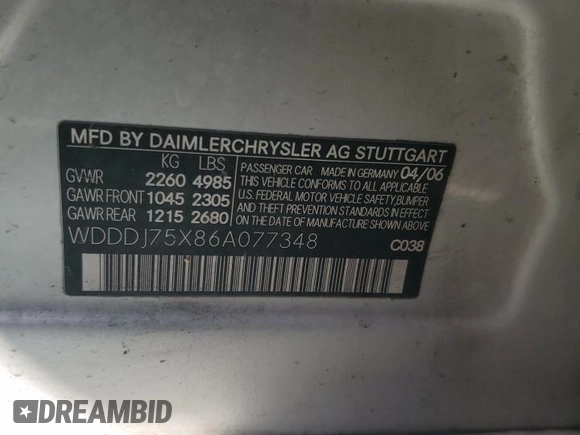 MFD BY DAIMLERCHRYSLER AG STUTTGART
KG LBS
GVWR 2260 4985
GAWR FRONT 1045 2305
GAWR REAR 1215 2680
PASSENGER CAR MADE IN GERMANY 04/06
THIS VEHICLE CONFORMS TO ALL APPLICABLE
U.S. FEDERAL MOTOR VEHICLE SAFETY, BUMPER
AND THEFT PREVENTION STANDARDS IN EFFECT
ON THE DATE OF MANUFACTURE SHOWN ABOVE
WDDDJ75X86A077348
C038
DREAMBID